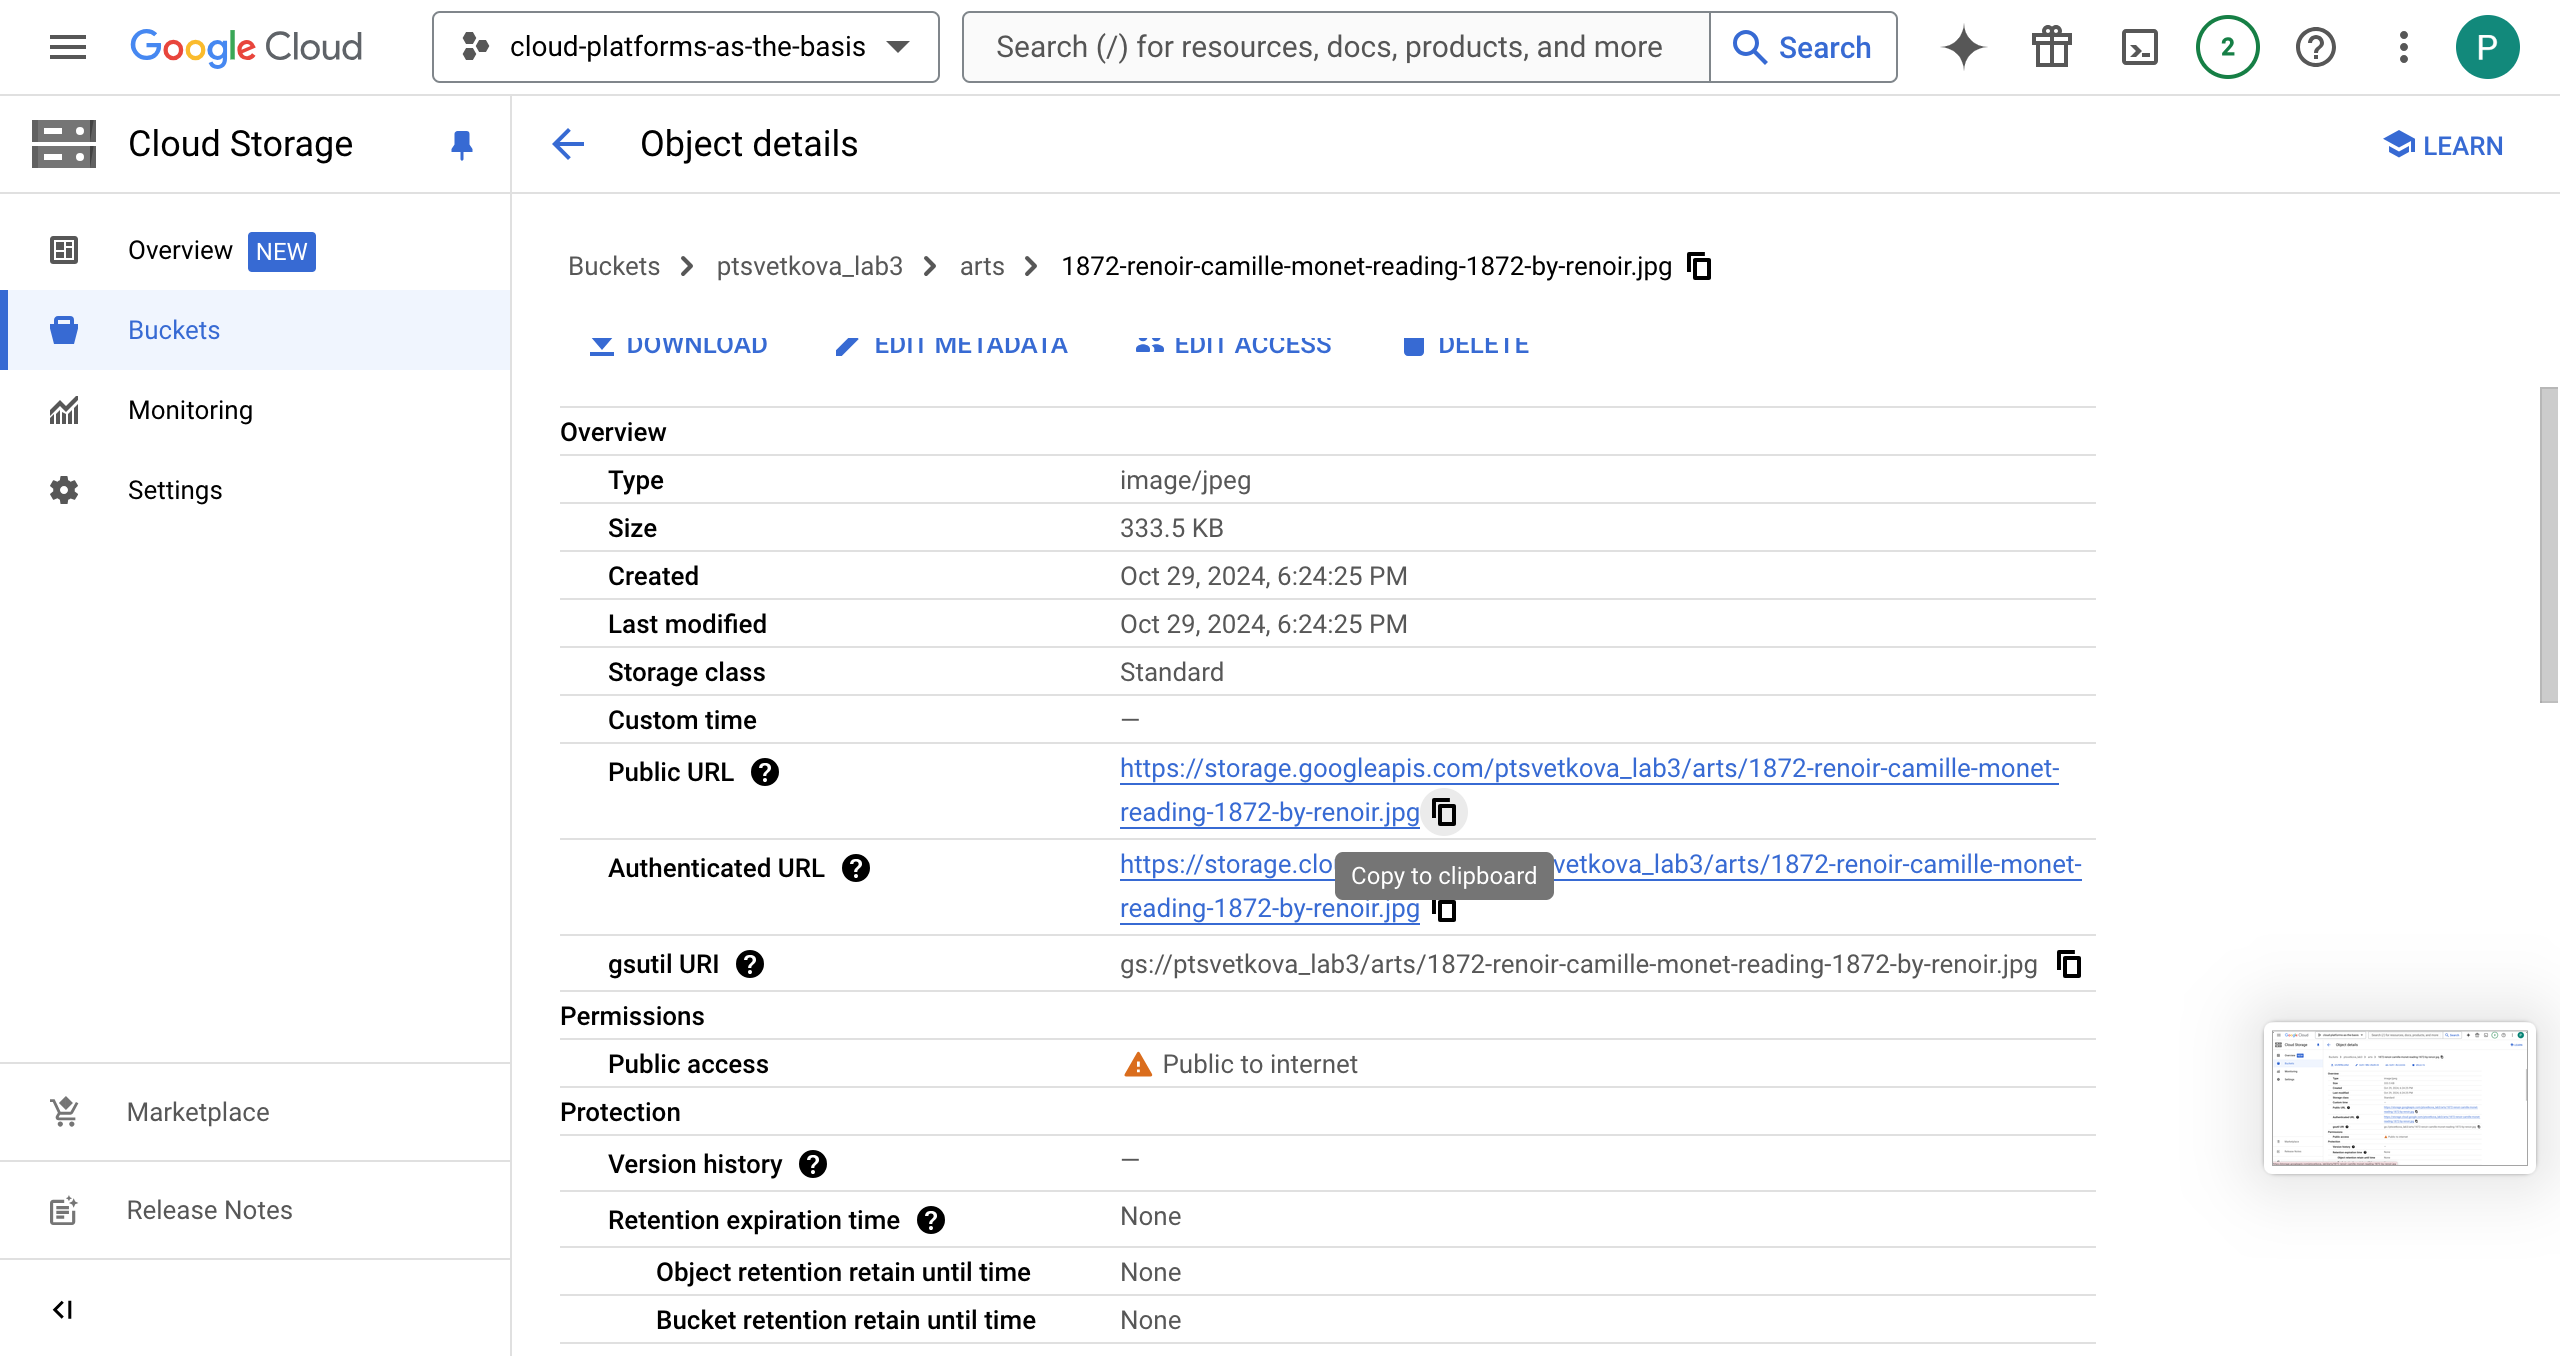 Google Cloud
cloud-platforms-as-the-basis
Search (/) for resources, docs, products, and more
Search
2
P
Cloud Storage
Object details
LEARN
Overview NEW
Buckets
Monitoring
Settings
Marketplace
Release Notes
Buckets
ptsvetkova_lab3
arts
1872-renoir-camille-monet-reading-1872-by-renoir.jpg
DOWNLOAD
EDIT METADATA
EDIT ACCESS
DELETE
Overview
Type image/jpeg
Size 333.5 KB
Created Oct 29, 2024, 6:24:25 PM
Last modified Oct 29, 2024, 6:24:25 PM
Storage class Standard
Custom time —
Public URL https://storage.googleapis.com/ptsvetkova_lab3/arts/1872-renoir-camille-monet-
reading-1872-by-renoir.jpg
Authenticated URL https://storage.clo vetkova_lab3/arts/1872-renoir-camille-monet-
Copy to clipboard
reading-1872-by-renoir.jpg
gsutil URI gs://ptsvetkova_lab3/arts/1872-renoir-camille-monet-reading-1872-by-renoir.jpg
Permissions
Public access Public to internet
Protection
Version history —
Retention expiration time None
Object retention retain until time None
Bucket retention retain until time None